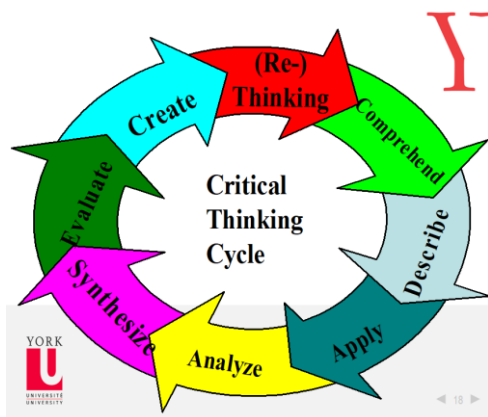 Y
(Re-)
Thinking
Comprehend
Describe
Apply
Analyze
Synthesize
Evaluate
Create
Critical
Thinking
Cycle
YORK
U
UNIVERSITÉ
UNIVERSITY
18